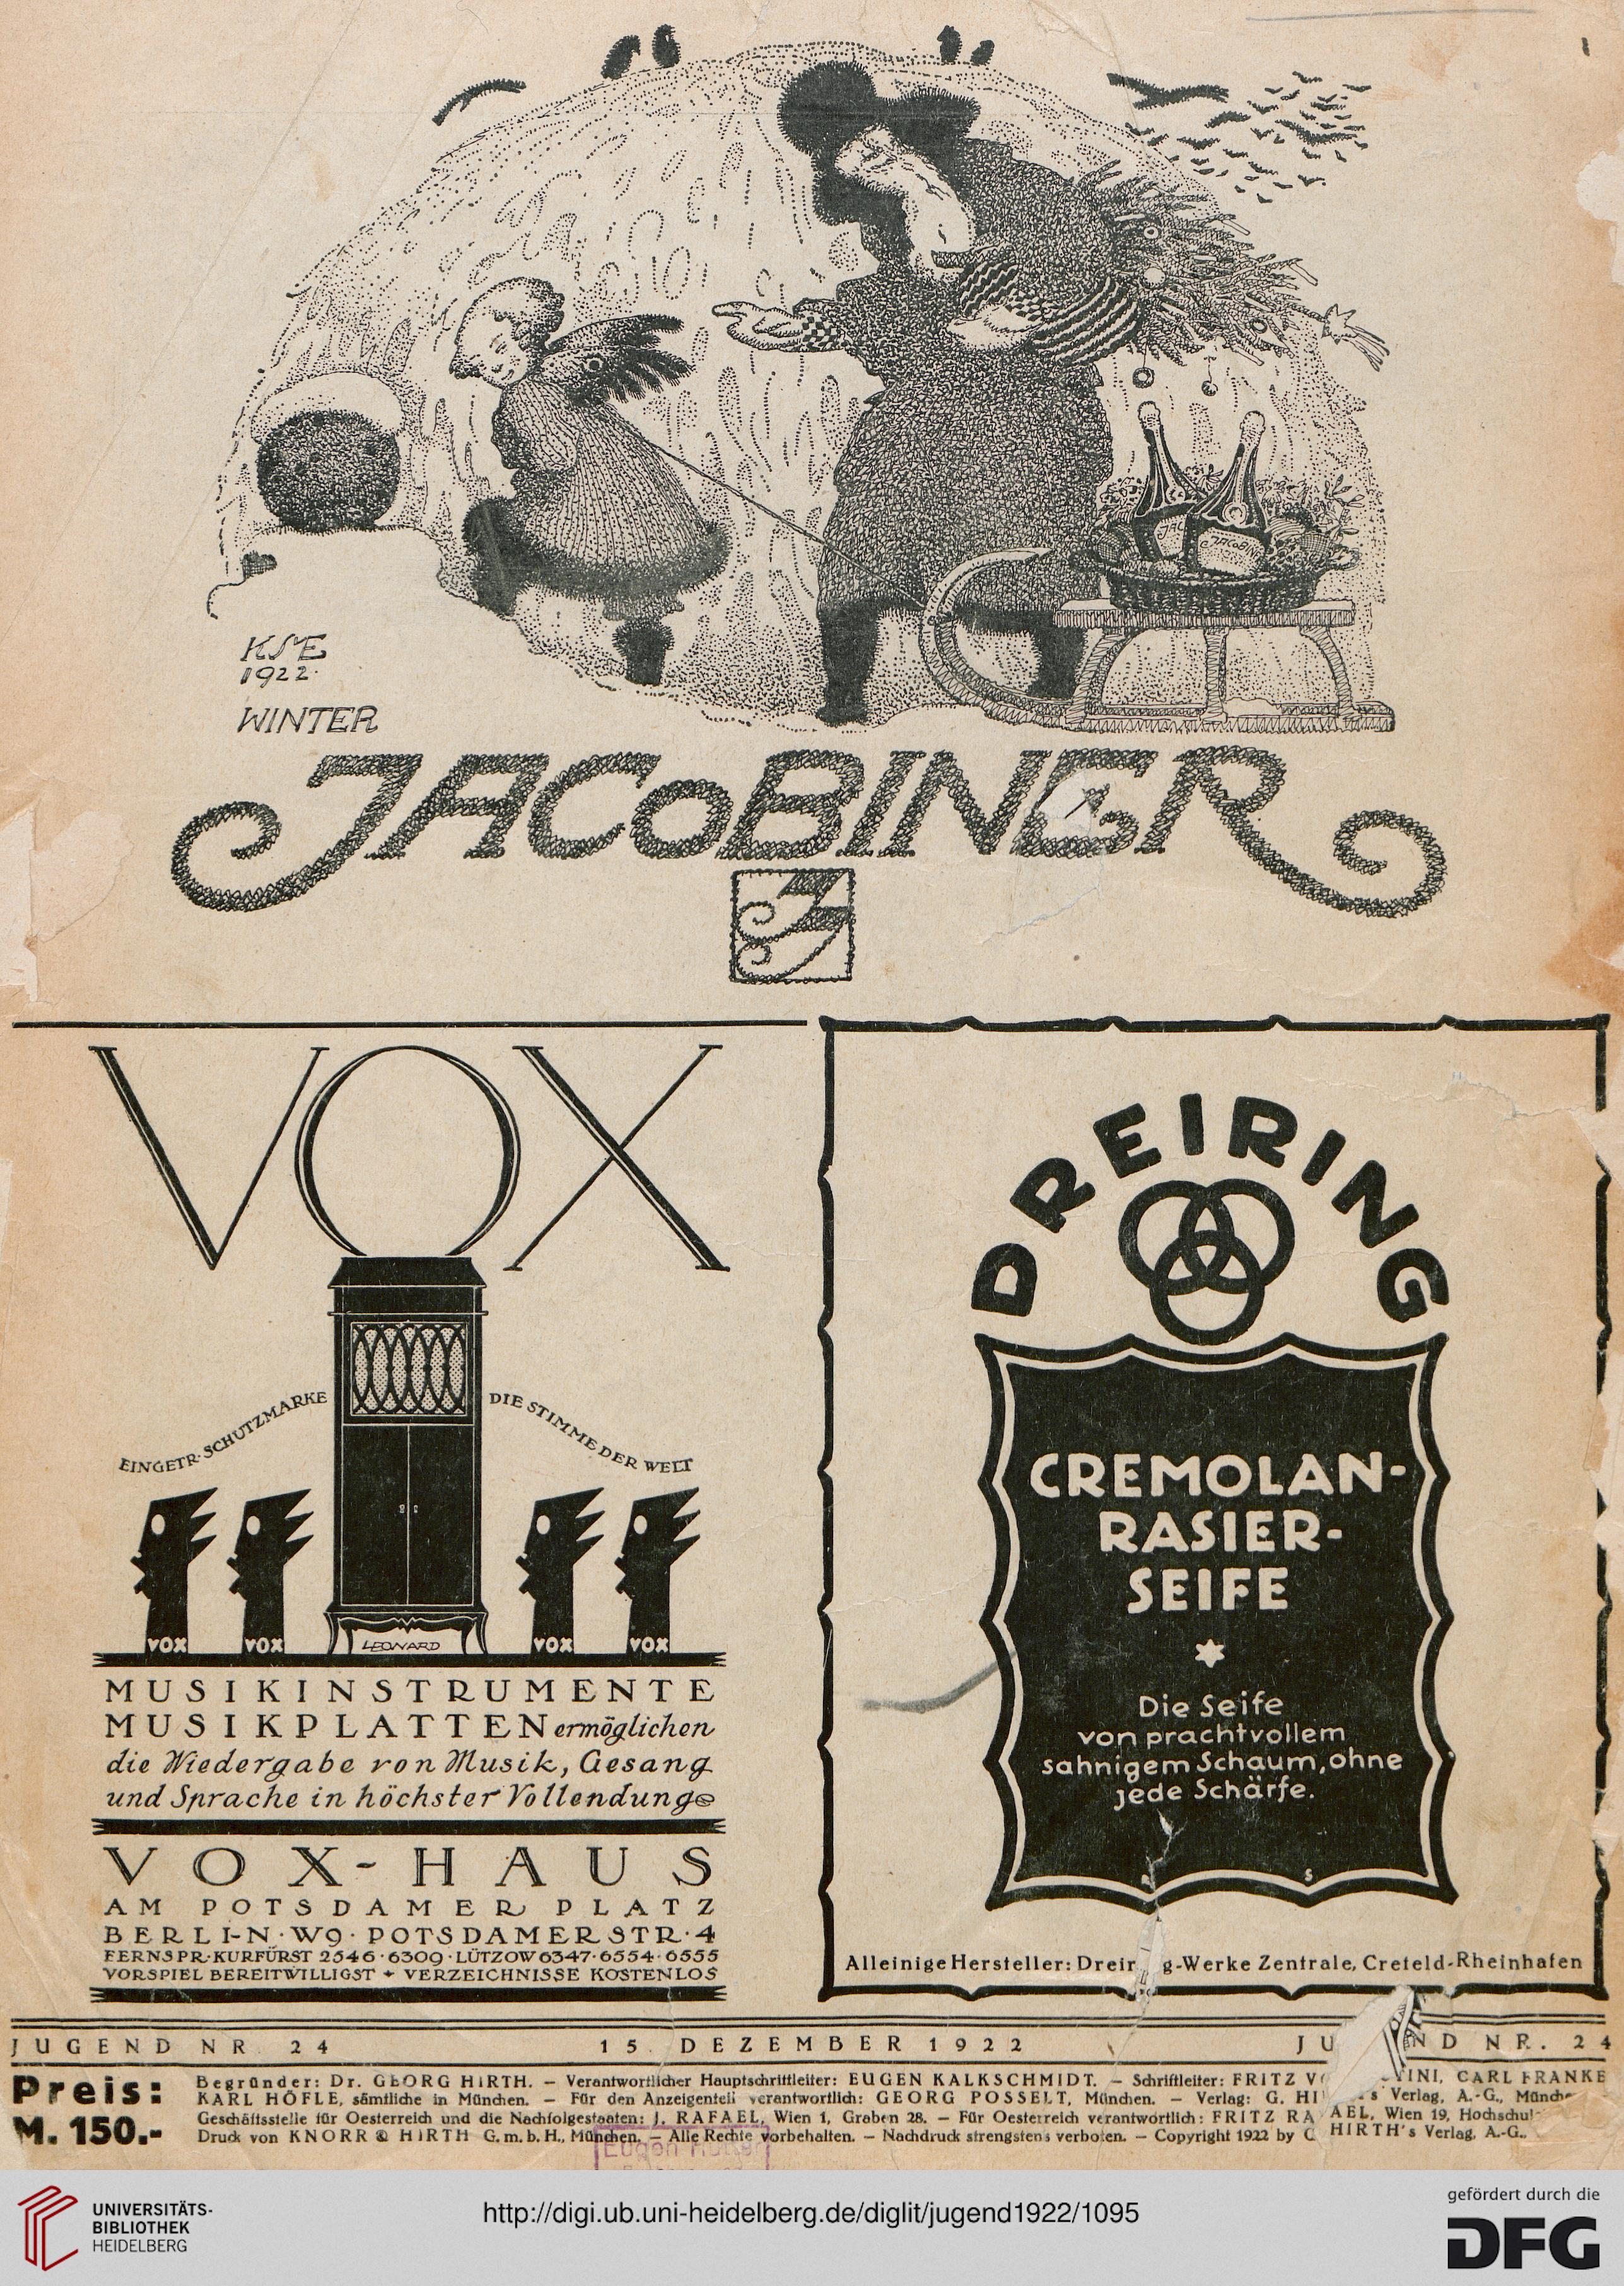 KSE
1922
WINTER
JACOBINER
JACOBINER
VOX
EINGETR. SCHUTZMARKE
DIE STIMME DER WELT
VOX
VOX
LEONARD
VOX
VOX
MUSIKINSTRUMENTE
MUSIKPLATTEN ermöglichen
die Wiedergabe von Musik, Gesang
und Sprache in höchster Vollendung
VOX-HAUS
AM POTSDAMER PLATZ
BERLIN·W9·POTSDAMERSTR·4
FERNSPR·KURFÜRST 2546·6309·LÜTZOW 6347·6554·6555
VORSPIEL BEREITWILLIGST + VERZEICHNISSE KOSTENLOS
DREIRING
CREMOLAN-
RASIER-
SEIFE
Die Seife
von prachtvollem
sahnigem Schaum, ohne
jede Schärfe.
S
Alleinige Hersteller: Dreir g-Werke Zentrale, Crefeld-Rheinhafen
JUGEND NR. 24
15. DEZEMBER 1922
JU ND NR. 24
Preis:
M. 150.-
Begründer: Dr. GEORG HIRTH. — Verantwortlicher Hauptschriftleiter: EUGEN KALKSCHMIDT. — Schriftleiter: FRITZ CARL FRANKE
KARL HÖFLE, sämtliche in München. — Für den Anzeigenteil verantwortlich: GEORG POSSELT, München. — Verlag: G. HI 's Verlag, A.-G.,
Geschäftsstelle für Oesterreich und die Nachfolgestaaten: J. RAFAEL, Wien 1, Graben 28. — Für Oesterreich verantwortlich: FRITZ RA AEL, Wien 19,
Druck von KNORR & HIRTH G. m. b. H., München. — Alle Rechte vorbehalten. — Nachdruck strengstens verboten. — Copyright 1922 by G HIRTH's Verlag, A.-G.
UNIVERSITÄTS-
BIBLIOTHEK
HEIDELBERG
http://digi.ub.uni-heidelberg.de/diglit/jugend1922/1095
gefördert durch die
DFG